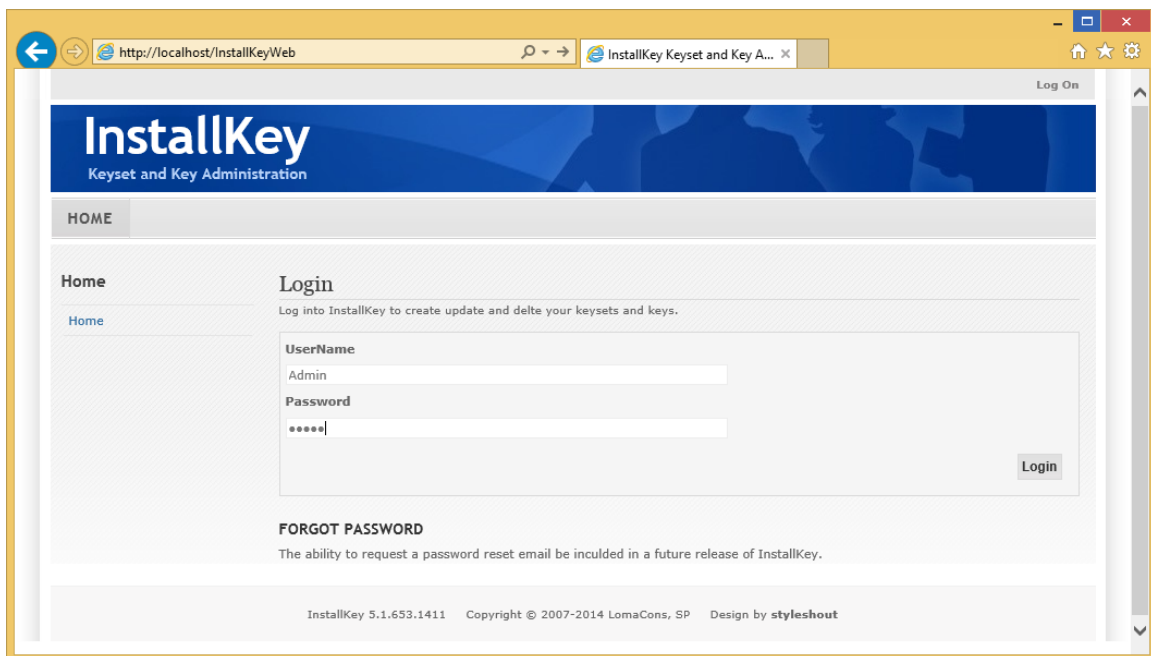 http://localhost/InstallKeyWeb
InstallKey Keyset and Key A...
Log On
InstallKey
Keyset and Key Administration
HOME
Home
Home
Login
Log into InstallKey to create update and delte your keysets and keys.
UserName
Admin
Password
•••••
Login
FORGOT PASSWORD
The ability to request a password reset email be inculded in a future release of InstallKey.
InstallKey 5.1.653.1411 Copyright © 2007-2014 LomaCons, SP Design by styleshout